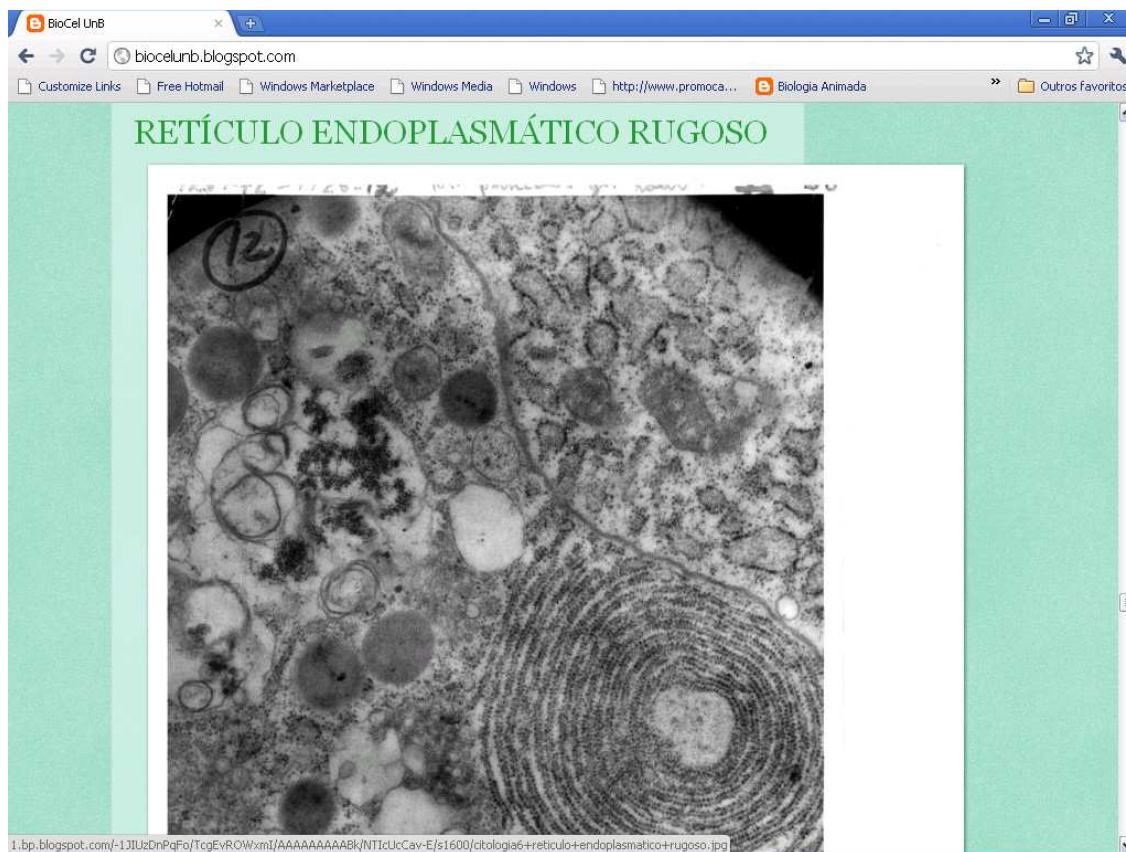 BioCel UnB
biocelunb.blogspot.com
Customize Links Free Hotmail Windows Marketplace Windows Media Windows http://www.promoca... Biologia Animada » Outros favoritos
RETÍCULO ENDOPLASMÁTICO RUGOSO
12
1.bp.blogspot.com/-1JIUzDnPqFo/TcgEvROWxmI/AAAAAAAAABk/NTIcUcCav-E/s1600/citologia6+reticulo+endoplasmatico+rugoso.jpg